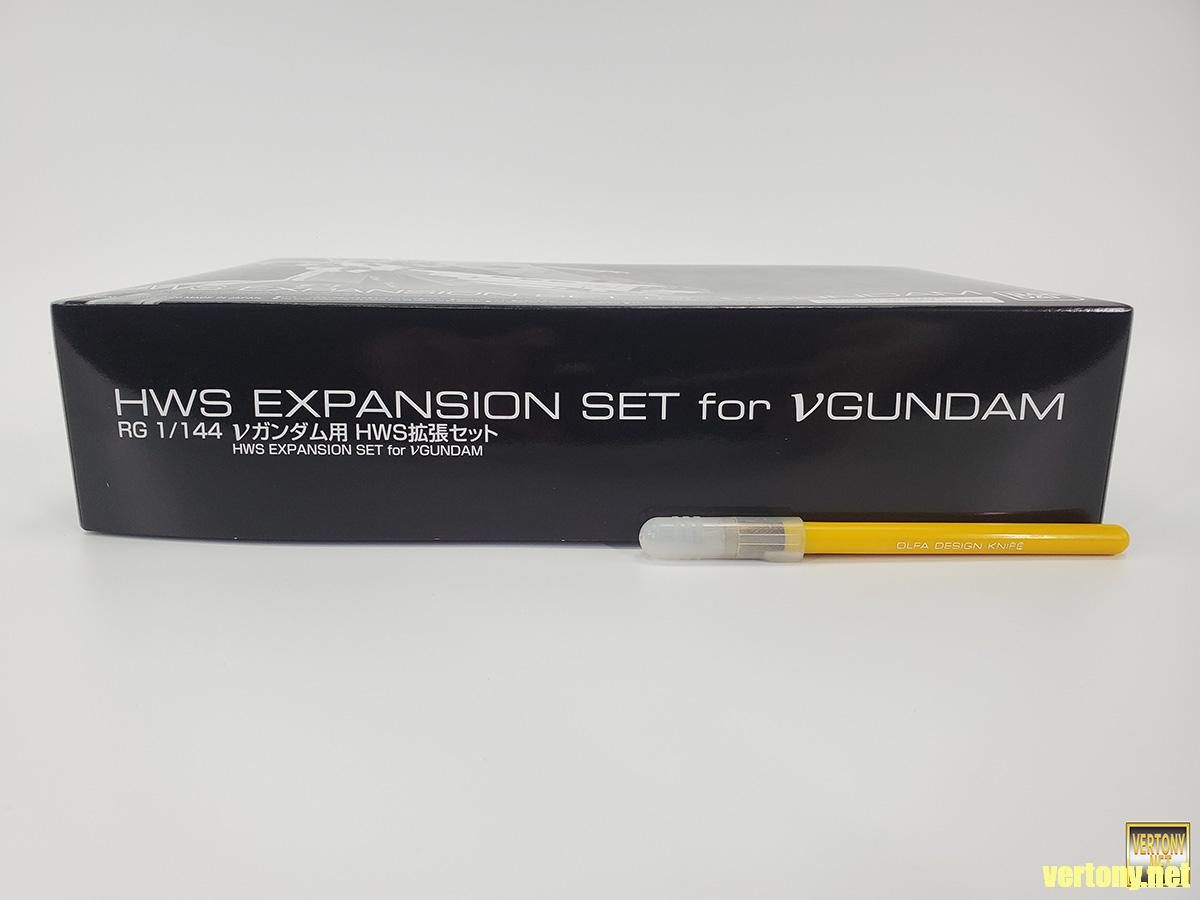 HWS EXPANSION SET for νGUNDAM
RG 1/144 νガンダム用 HWS拡張セット
HWS EXPANSION SET for νGUNDAM
OLFA DESIGN KNIFE
VERTONY
NET
vertony.net